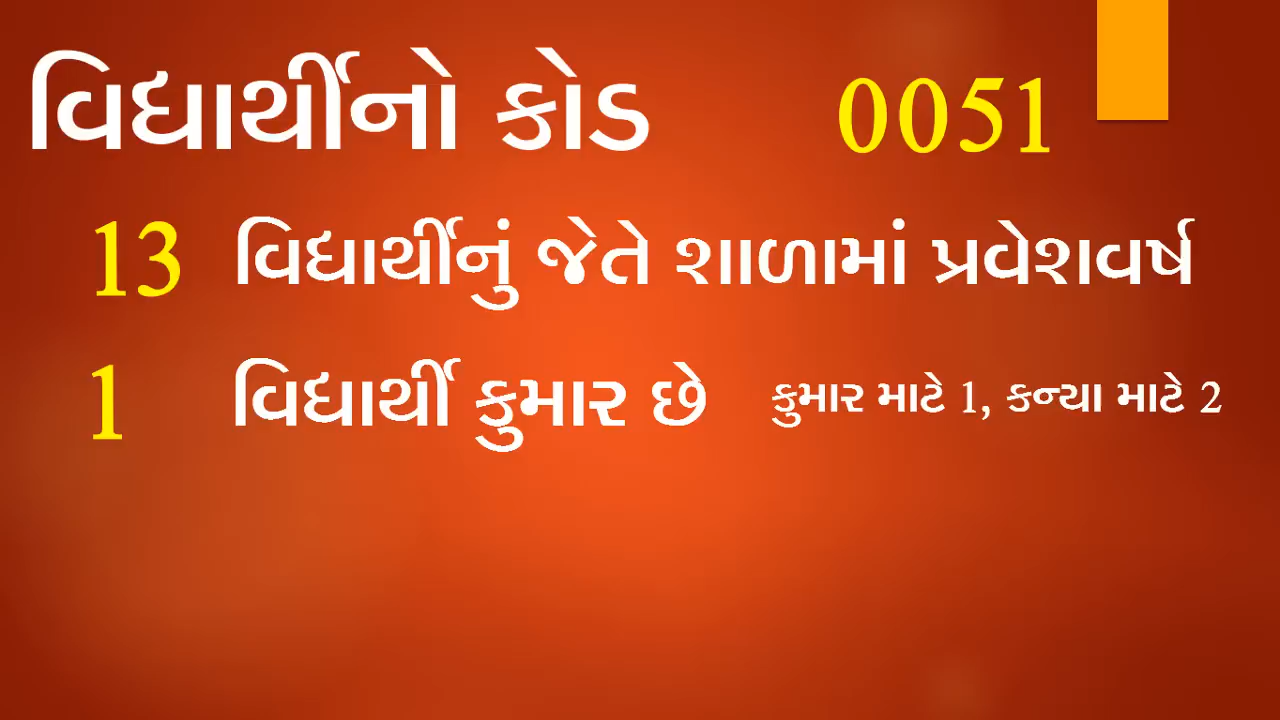 વિદ્યાર્થીનો કોડ 0051
13 વિદ્યાર્થીનું જેતે શાળામાં પ્રવેશવર્ષ
1 વિદ્યાર્થી કુમાર છે કુમાર માટે 1, કન્યા માટે 2